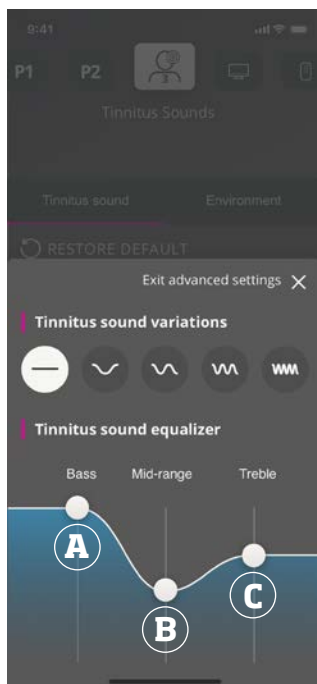 9:41
P1 P2 3
Tinnitus Sounds
Tinnitus sound Environment
RESTORE DEFAULT
Exit advanced settings
Tinnitus sound variations
Tinnitus sound equalizer
Bass Mid-range Treble
A
C
B